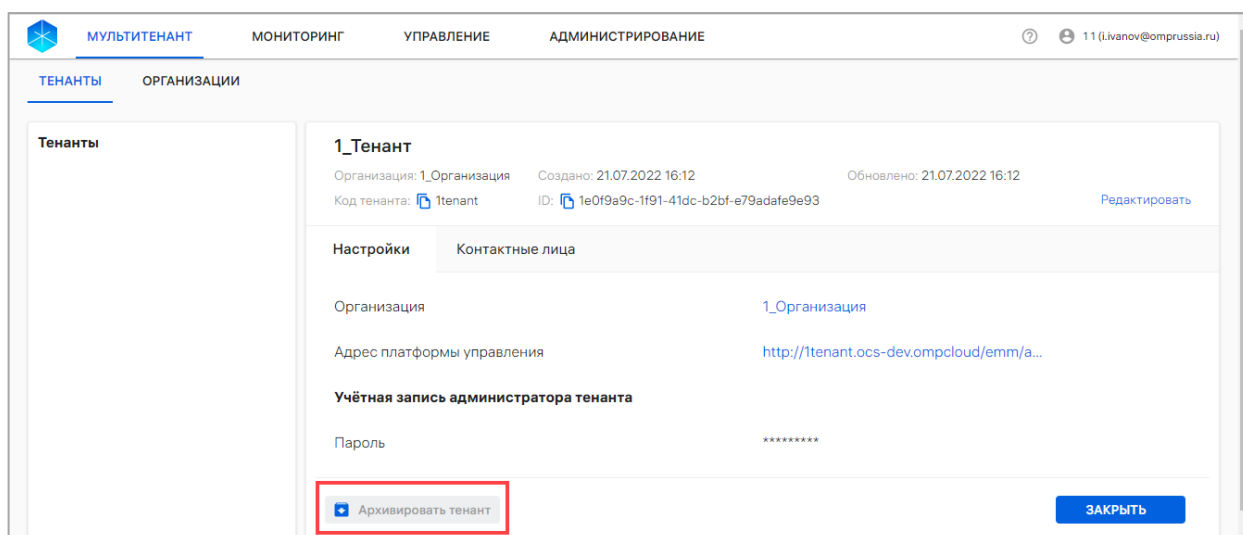 МУЛЬТИТЕНАНТ МОНИТОРИНГ УПРАВЛЕНИЕ АДМИНИСТРИРОВАНИЕ 1 1 (i.ivanov@omprussia.ru)
ТЕНАНТЫ ОРГАНИЗАЦИИ
Тенанты
1_Тенант
Организация: 1_Организация Создано: 21.07.2022 16:12 Обновлено: 21.07.2022 16:12
Код тенанта: 1tenant ID: 1e0f9a9c-1f91-41dc-b2bf-e79adafe9e93 Редактировать
Настройки Контактные лица
Организация 1_Организация
Адрес платформы управления http://1tenant.ocs-dev.ompcloud/emm/a...
Учётная запись администратора тенанта
Пароль *********
Архивировать тенант ЗАКРЫТЬ